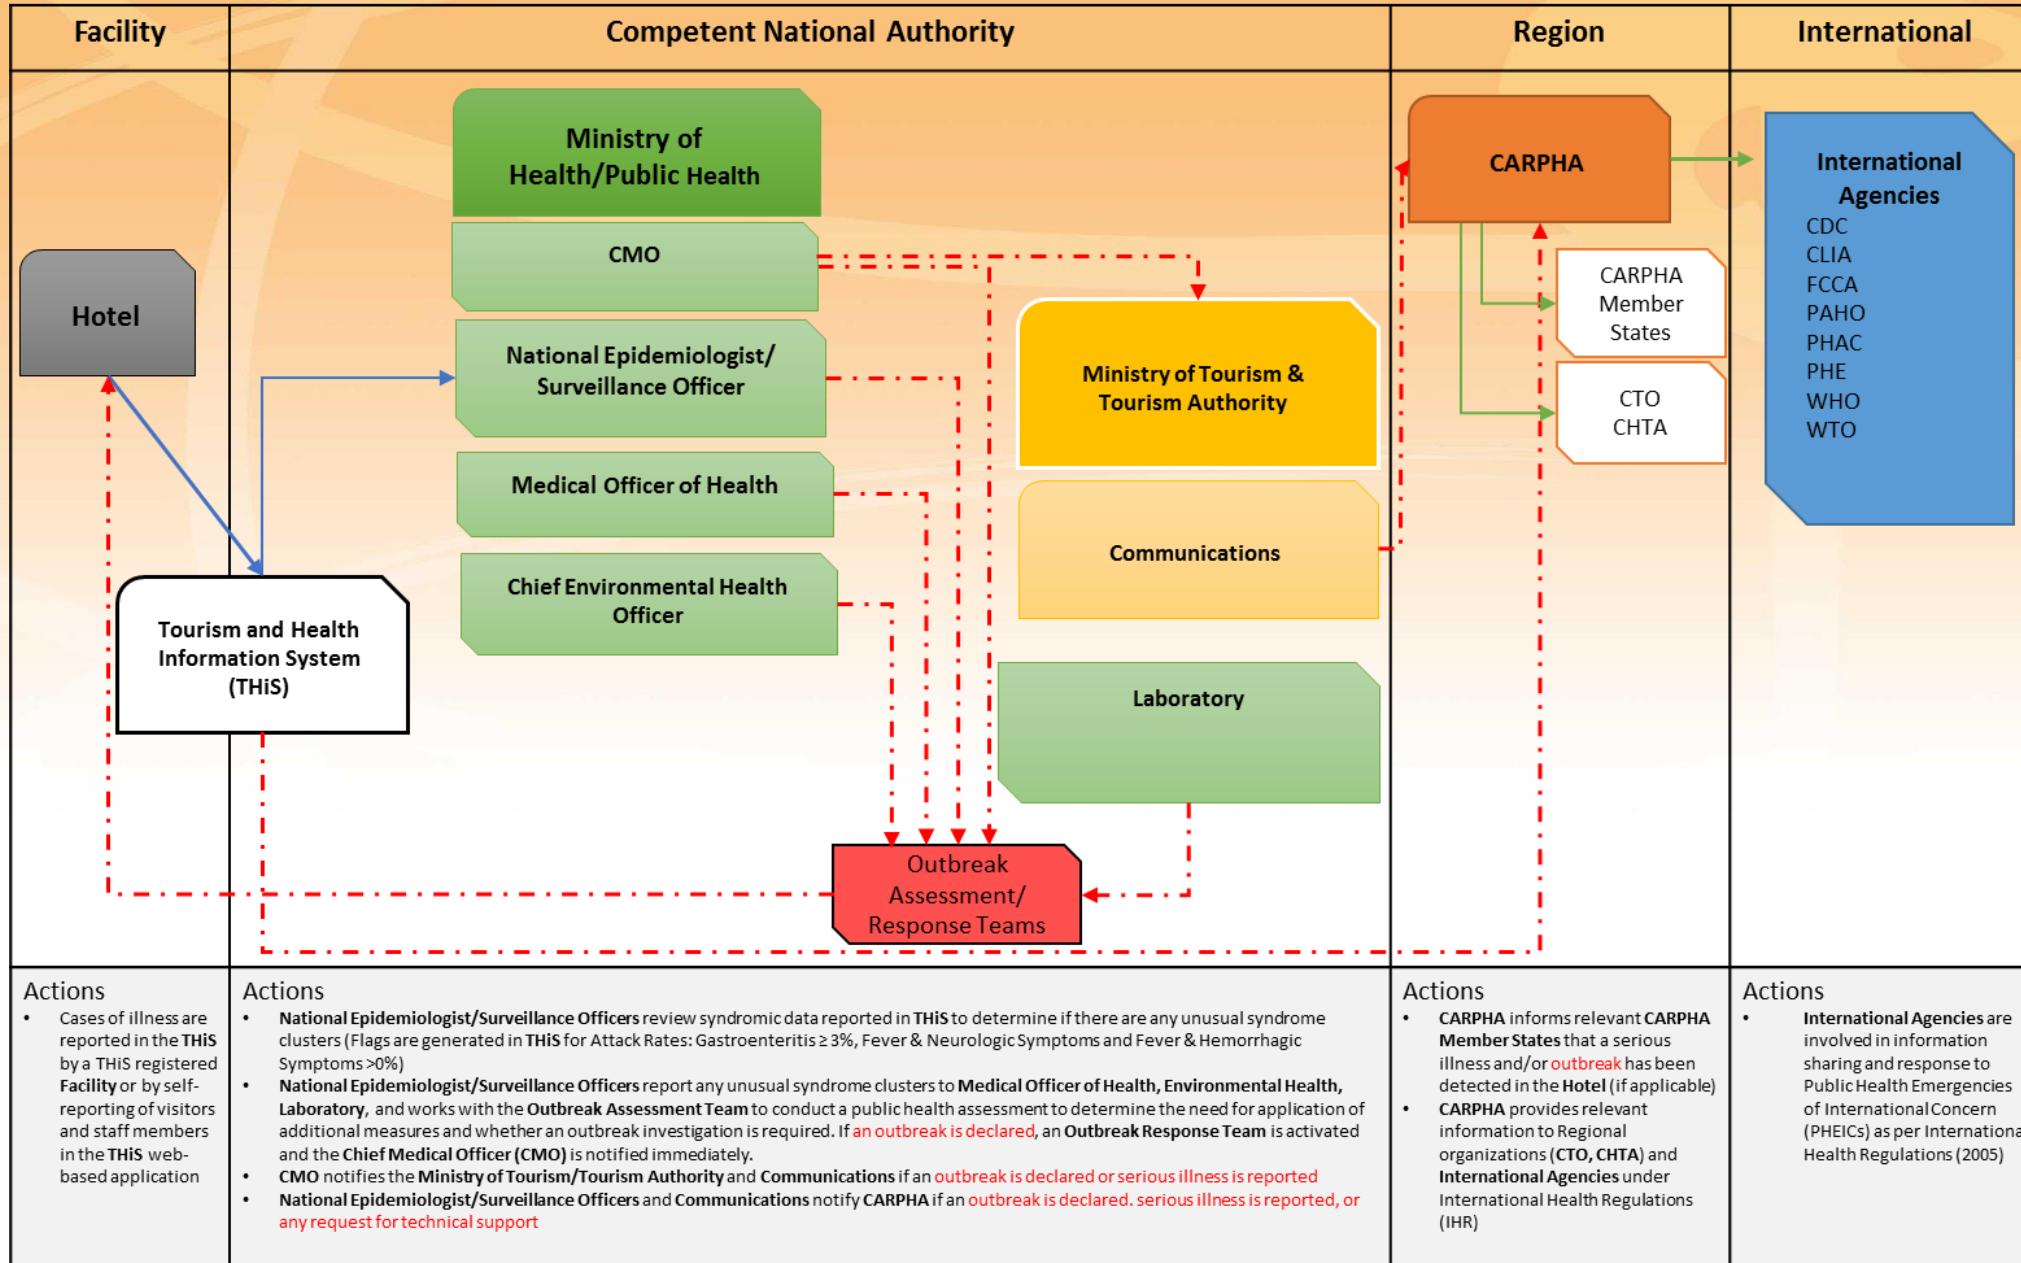 Facility
Competent National Authority
Region
International
Ministry of
Health/Public Health
CMO
National Epidemiologist/
Surveillance Officer
Medical Officer of Health
Chief Environmental Health
Officer
Hotel
Tourism and Health
Information System
(THiS)
Ministry of Tourism &
Tourism Authority
Communications
Laboratory
Outbreak
Assessment/
Response Teams
CARPHA
CARPHA
Member
States
CTO
CHTA
International
Agencies
CDC
CLIA
FCCA
PAHO
PHAC
PHE
WHO
WTO
Actions
• Cases of illness are
reported in the THiS
by a THiS registered
Facility or by self-
reporting of visitors
and staff members
in the THiS web-
based application
Actions
• National Epidemiologist/Surveillance Officers review syndromic data reported in THiS to determine if there are any unusual syndrome
clusters (Flags are generated in THiS for Attack Rates: Gastroenteritis ≥ 3%, Fever & Neurologic Symptoms and Fever & Hemorrhagic
Symptoms >0%)
• National Epidemiologist/Surveillance Officers report any unusual syndrome clusters to Medical Officer of Health, Environmental Health,
Laboratory, and works with the Outbreak Assessment Team to conduct a public health assessment to determine the need for application of
additional measures and whether an outbreak investigation is required. If an outbreak is declared, an Outbreak Response Team is activated
and the Chief Medical Officer (CMO) is notified immediately.
• CMO notifies the Ministry of Tourism/Tourism Authority and Communications if an outbreak is declared or serious illness is reported
• National Epidemiologist/Surveillance Officers and Communications notify CARPHA if an outbreak is declared. serious illness is reported, or
any request for technical support
Actions
• CARPHA informs relevant CARPHA
Member States that a serious
illness and/or outbreak has been
detected in the Hotel (if applicable)
• CARPHA provides relevant
information to Regional
organizations (CTO, CHTA) and
International Agencies under
International Health Regulations
(IHR)
Actions
• International Agencies are
involved in information
sharing and response to
Public Health Emergencies
of International Concern
(PHEICs) as per International
Health Regulations (2005)